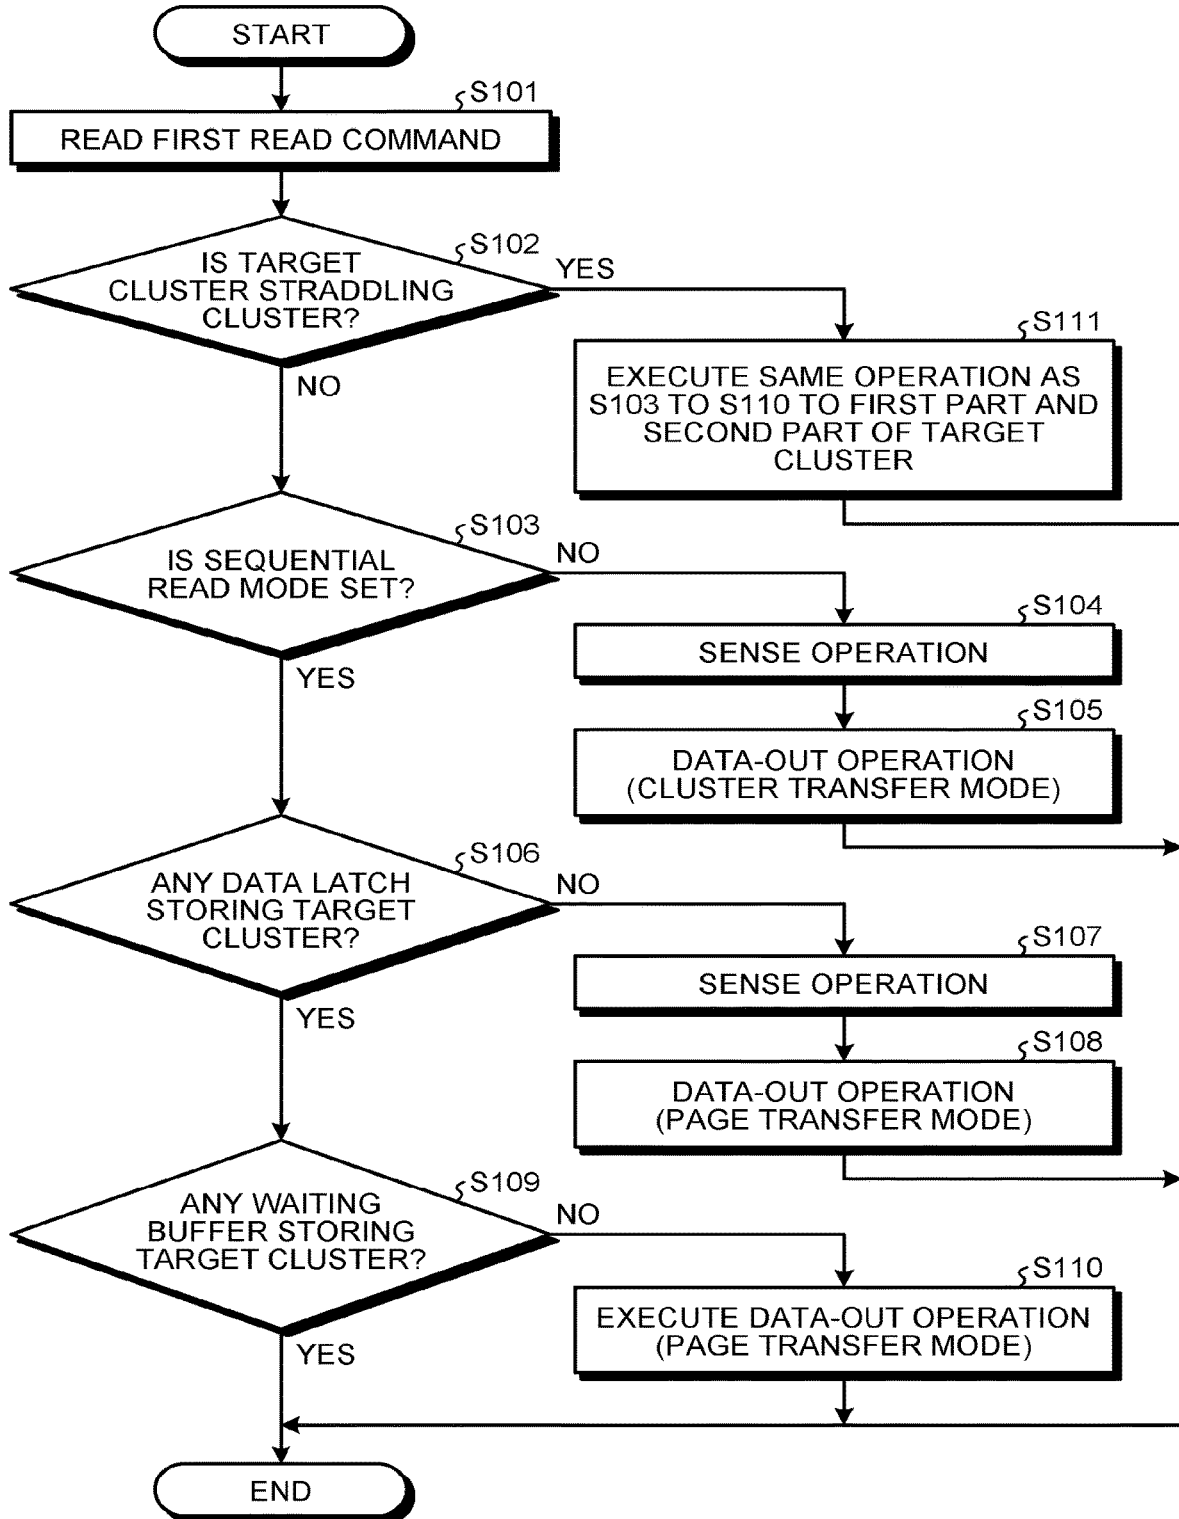 START
S101
READ FIRST READ COMMAND
S102
IS TARGET
CLUSTER STRADDLING
CLUSTER?
YES
NO
S111
EXECUTE SAME OPERATION AS
S103 TO S110 TO FIRST PART AND
SECOND PART OF TARGET
CLUSTER
S103
IS SEQUENTIAL
READ MODE SET?
NO
YES
S104
SENSE OPERATION
S105
DATA-OUT OPERATION
(CLUSTER TRANSFER MODE)
S106
ANY DATA LATCH
STORING TARGET
CLUSTER?
NO
YES
S107
SENSE OPERATION
S108
DATA-OUT OPERATION
(PAGE TRANSFER MODE)
S109
ANY WAITING
BUFFER STORING
TARGET CLUSTER?
NO
YES
S110
EXECUTE DATA-OUT OPERATION
(PAGE TRANSFER MODE)
END